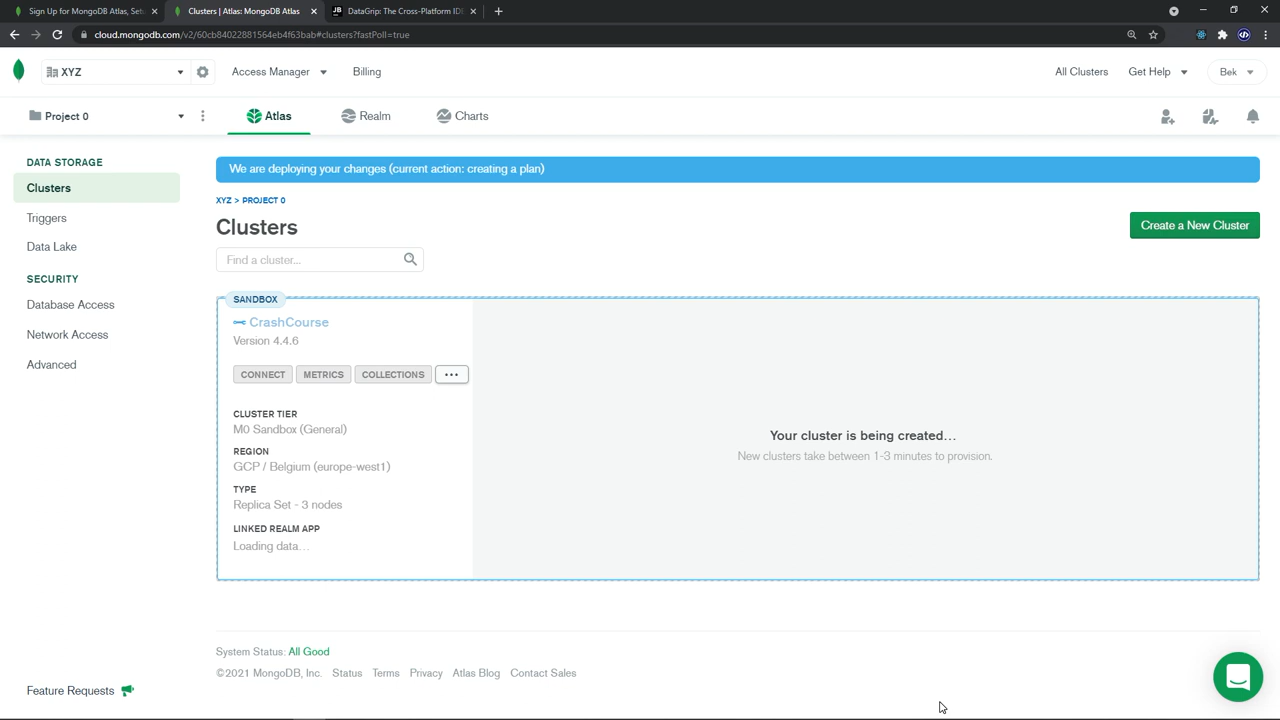 Sign Up for MongoDB Atlas, Set
Clusters | MongoDB Atlas
DataGrip: The Cross-Platform IDE
cloud.mongodb.com/v2/60cb84022881564eb4f63bab#clusters?fastPoll=true
XYZ
Access Manager
Billing
All Clusters
Get Help
Bek
Project 0
Atlas
Realm
Charts
DATA STORAGE
Clusters
Triggers
Data Lake
SECURITY
Database Access
Network Access
Advanced
Feature Requests
We are deploying your changes (current action: creating a plan)
XYZ > PROJECT 0
Clusters
Create a New Cluster
Find a cluster...
SANDBOX
CrashCourse
Version 4.4.6
CONNECT
METRICS
COLLECTIONS
...
CLUSTER TIER
M0 Sandbox (General)
REGION
GCP / Belgium (europe-west1)
TYPE
Replica Set - 3 nodes
LINKED REALM APP
Loading data...
Your cluster is being created...
New clusters take between 1-3 minutes to provision.
System Status: All Good
©2021 MongoDB, Inc. Status Terms Privacy Atlas Blog Contact Sales